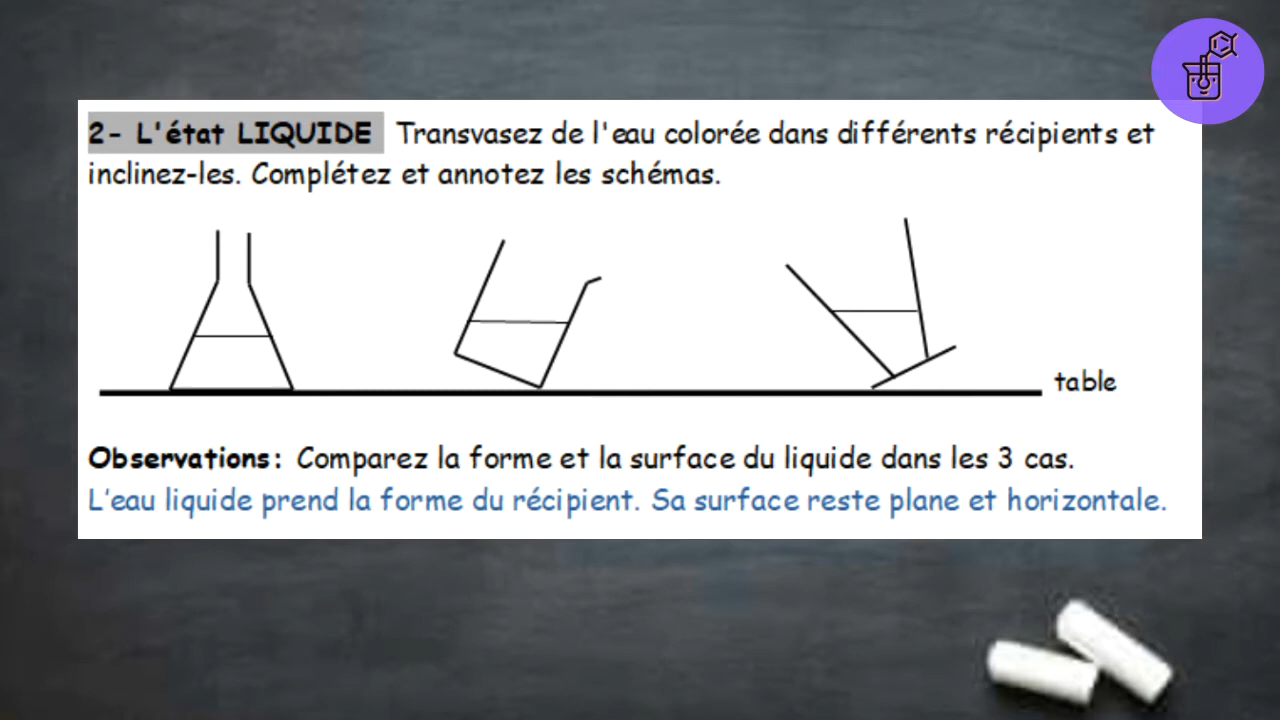 2- L'état LIQUIDE Transvasez de l'eau colorée dans différents récipients et
inclinez-les. Complétez et annotez les schémas.
table
Observations: Comparez la forme et la surface du liquide dans les 3 cas.
L’eau liquide prend la forme du récipient. Sa surface reste plane et horizontale.